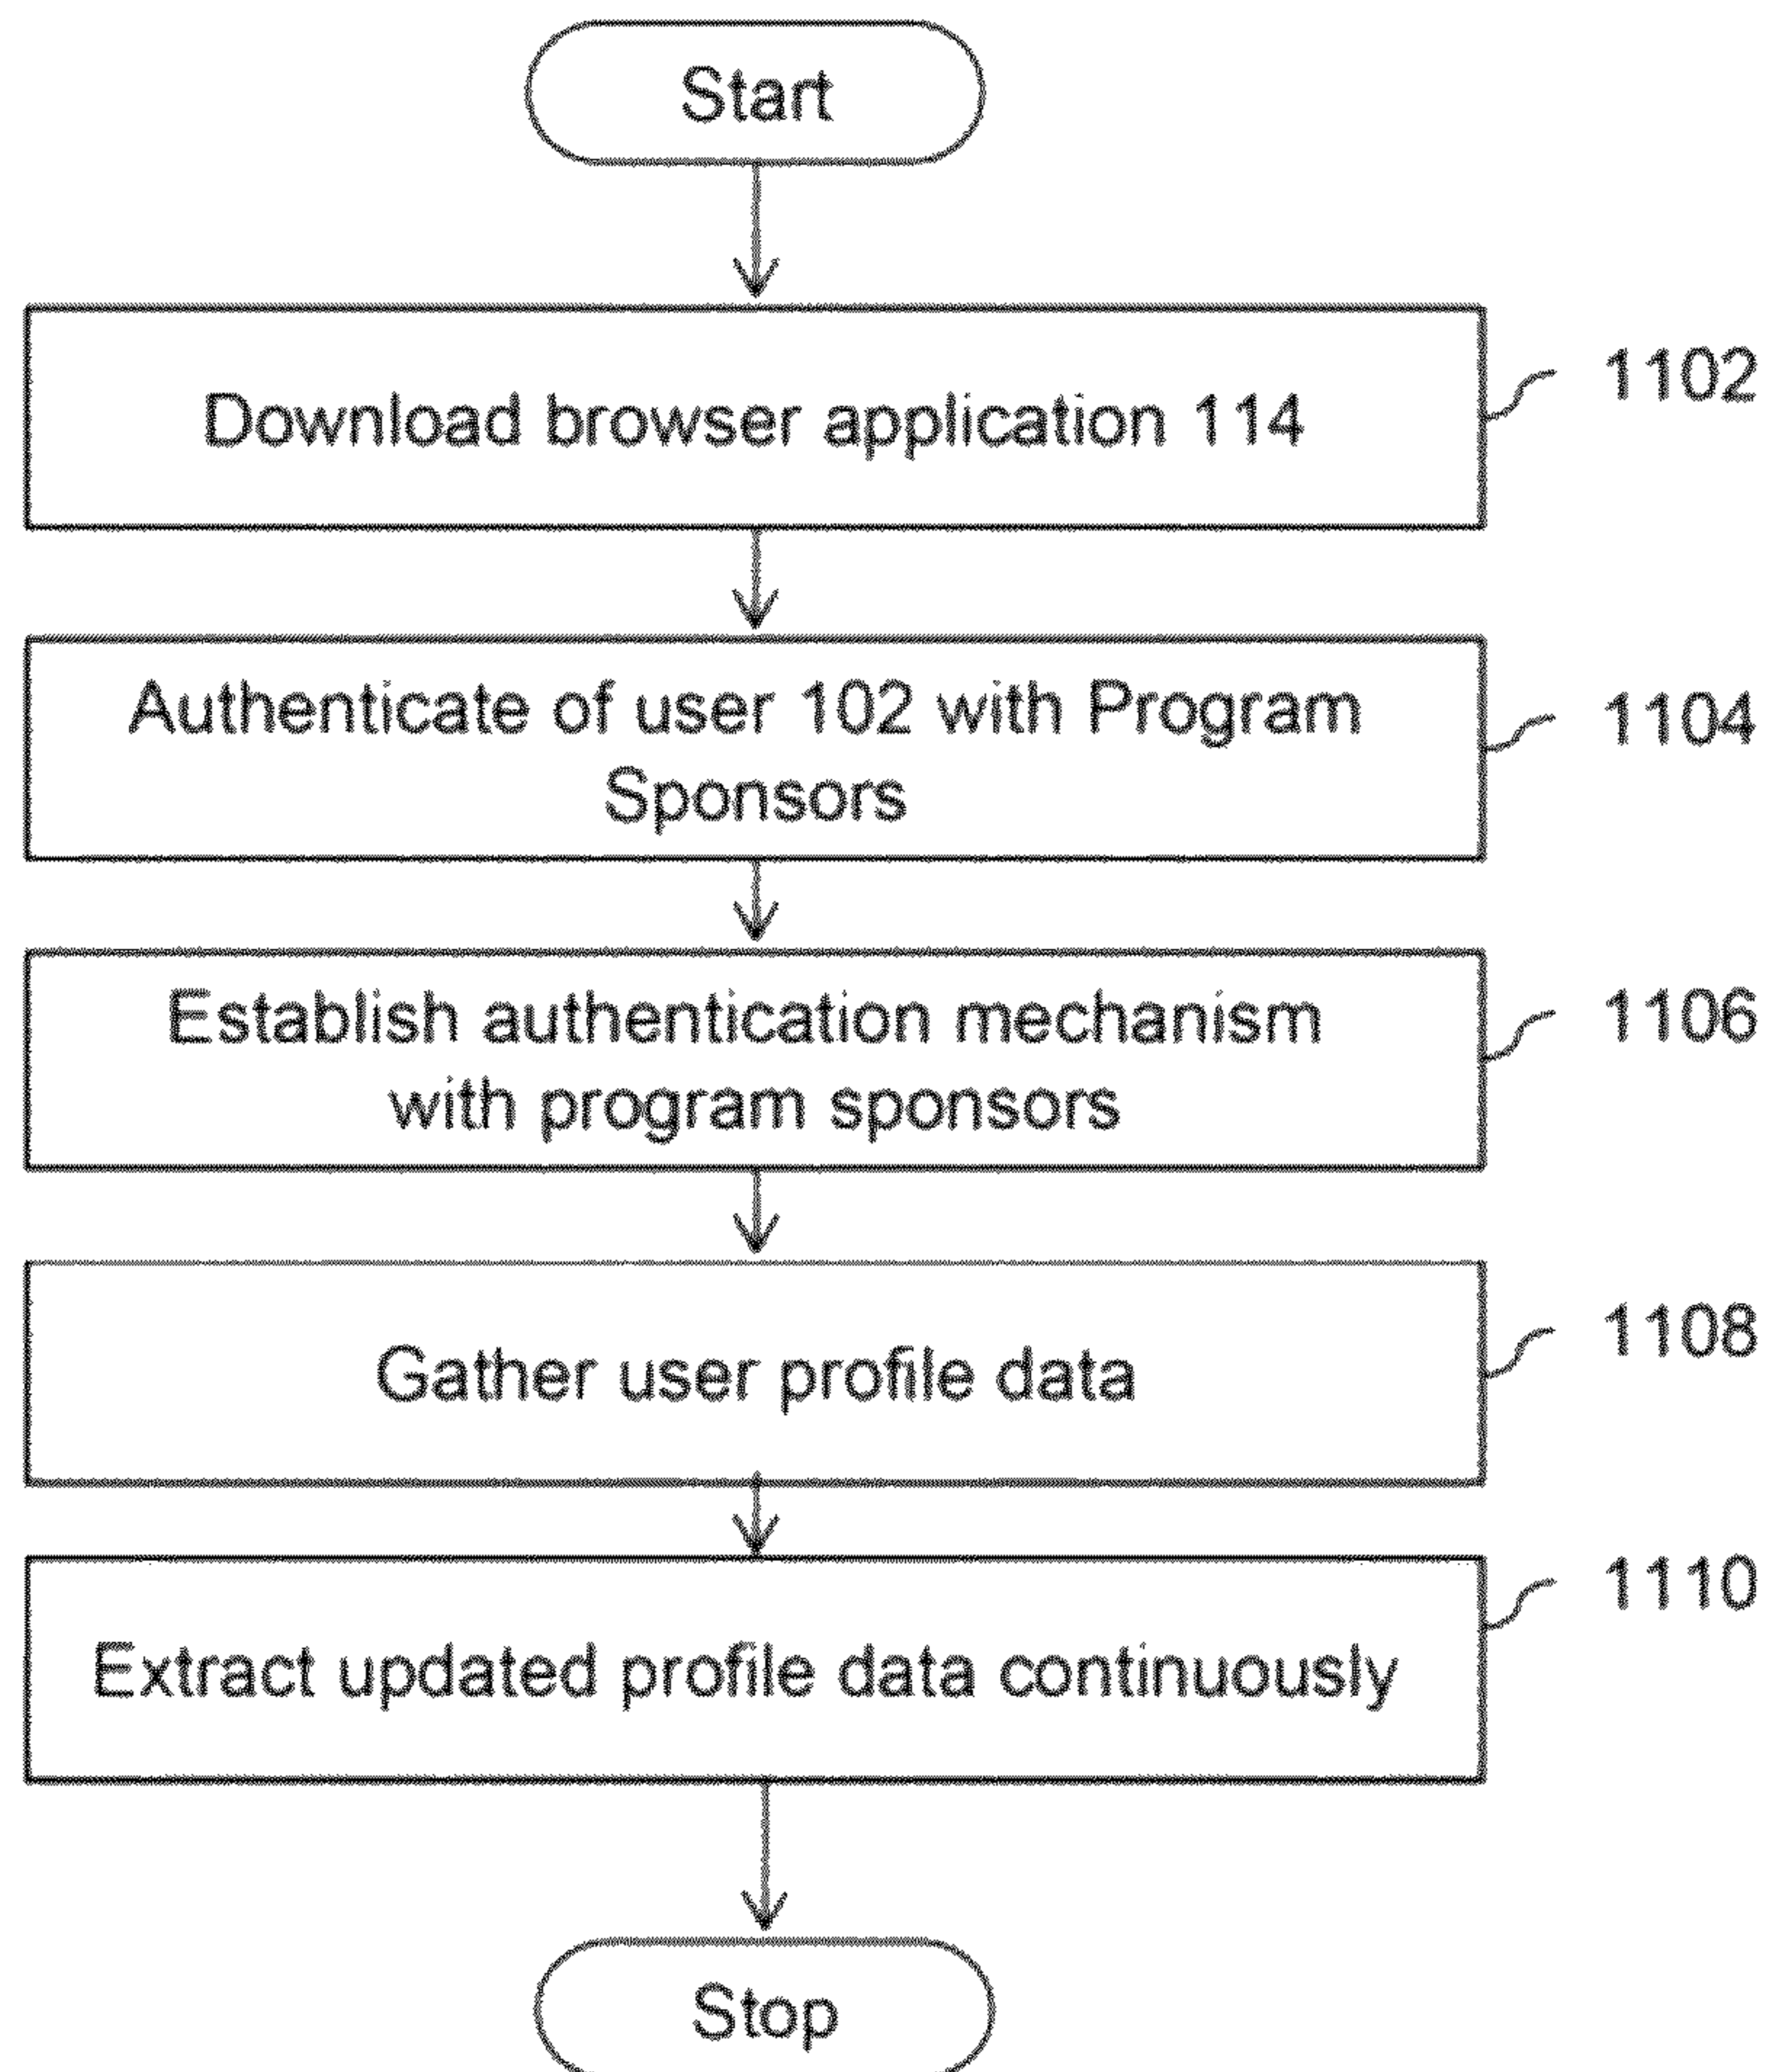 Start
Download browser application 114
1102
Authenticate of user 102 with Program
Sponsors
1104
Establish authentication mechanism
with program sponsors
1106
Gather user profile data
1108
Extract updated profile data continuously
1110
Stop